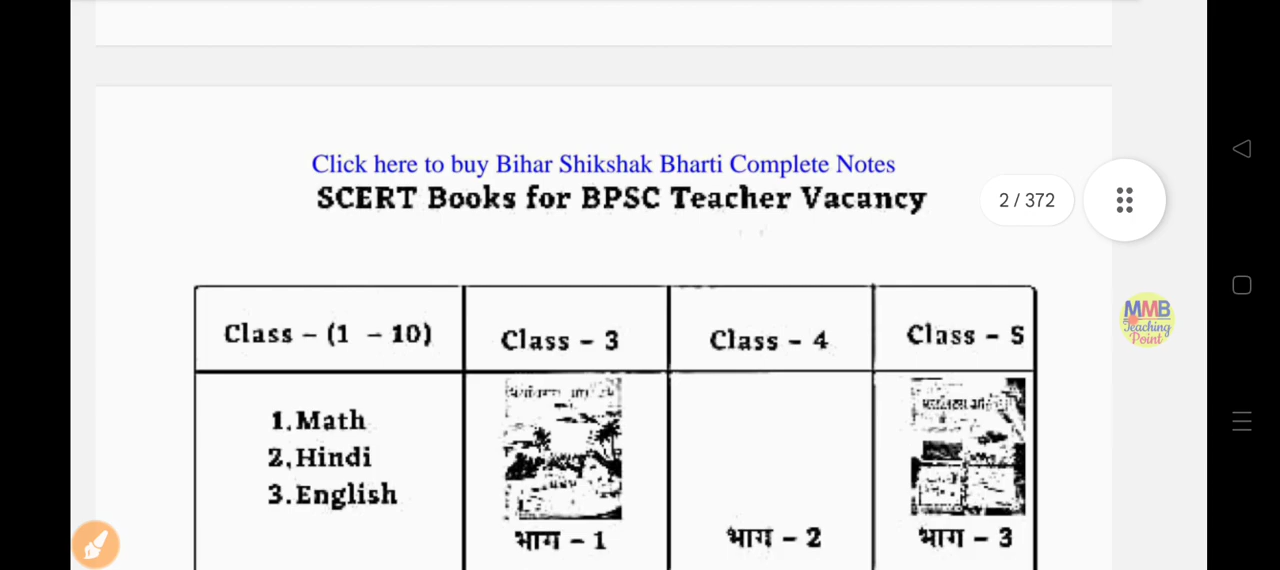 Click here to buy Bihar Shikshak Bharti Complete Notes
SCERT Books for BPSC Teacher Vacancy
2 / 372
MMB
Teaching
Point
Class - (1 - 10)
Class - 3
Class - 4
Class - 5
1. Math
2. Hindi
3. English
भाग - 1
भाग - 2
भाग - 3